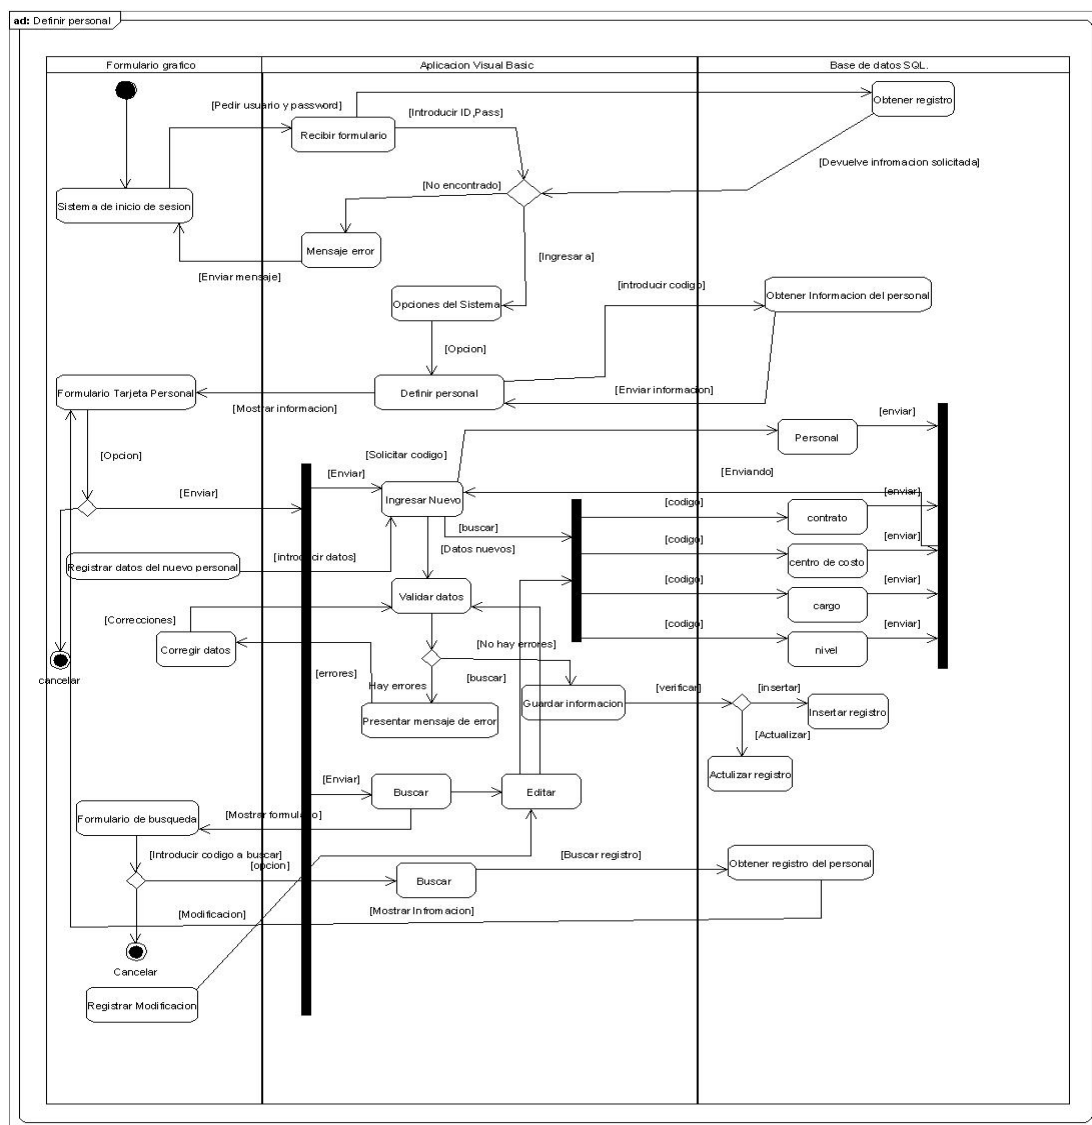 ad: Definir personal
Formulario grafico
Aplicacion Visual Basic
Base de datos SQL.
[Pedir usuario y password]
[Introducir ID,Pass]
Obtener registro
Recibir formulario
[Devuelve infromacion solicitada]
[No encontrado]
Sistema de inicio de sesion
Mensaje error
[Ingresar a]
[Enviar mensaje]
[introducir codigo]
Obtener Informacion del personal
Opciones del Sistema
[Opcion]
Formulario Tarjeta Personal
Definir personal
[Enviar informacion]
[Mostrar informacion]
[enviar]
Personal
[Opcion]
[Solicitar codigo]
[Enviar]
[Enviando]
[Enviar]
Ingresar Nuevo
[codigo]
[enviar]
contrato
[buscar]
[codigo]
[enviar]
[Datos nuevos]
[introducir datos]
Registrar datos del nuevo personal
centro de costo
[codigo]
[enviar]
Validar datos
cargo
[Correcciones]
[codigo]
[enviar]
Corregir datos
[No hay errores]
nivel
cancelar
[errores]
[buscar]
Hay errores
[verificar]
[insertar]
Guardar informacion
Insertar registro
Presentar mensaje de error
[Actualizar]
Actulizar registro
[Enviar]
Buscar
Editar
Formulario de busqueda
[Mostrar formulario]
[Introducir codigo a buscar]
[opcion]
[Buscar registro]
Obtener registro del personal
Buscar
[Modificacion]
[Mostrar Infromacion]
Cancelar
Registrar Modificacion